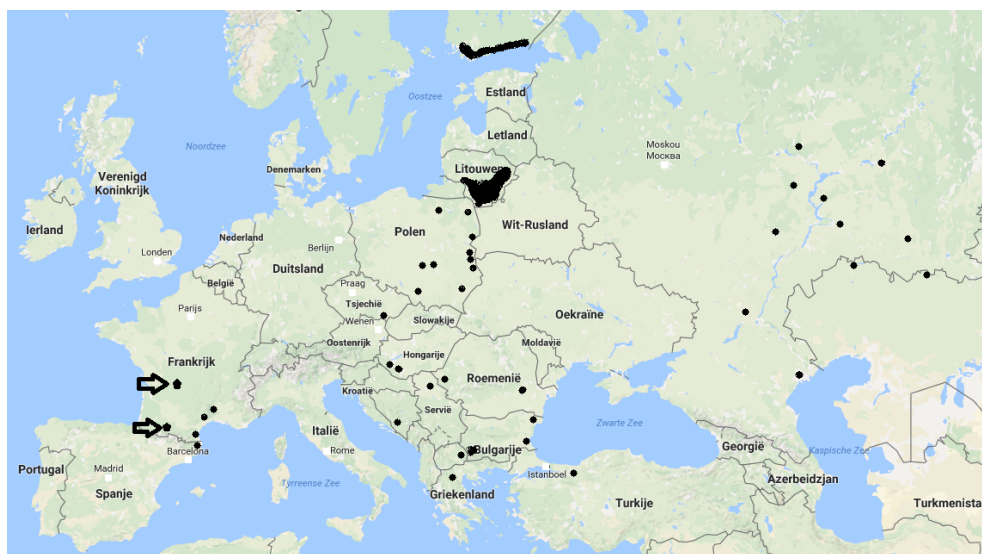 Estland
Oostzee
Letland
Noordzee
Moskou
Москва
Denemarken
Litouwen
Verenigd
Koninkrijk
Ierland
Polen
Wit-Rusland
Nederland
Berlijn
Londen
Duitsland
België
Praag
Parijs
Tsjechië
Oekraïne
Slowakije
Wenen
Oostenrijk
Moldavië
Hongarije
Frankrijk
Roemenië
Kroatië
Servië
Zwarte Zee
Italië
Georgië
Bulgarije
Kaspische Zee
Rome
Barcelona
Portugal
Madrid
Istanboel
Azerbeidzjan
Tyrreense Zee
Spanje
Griekenland
Turkije
Turkmenista